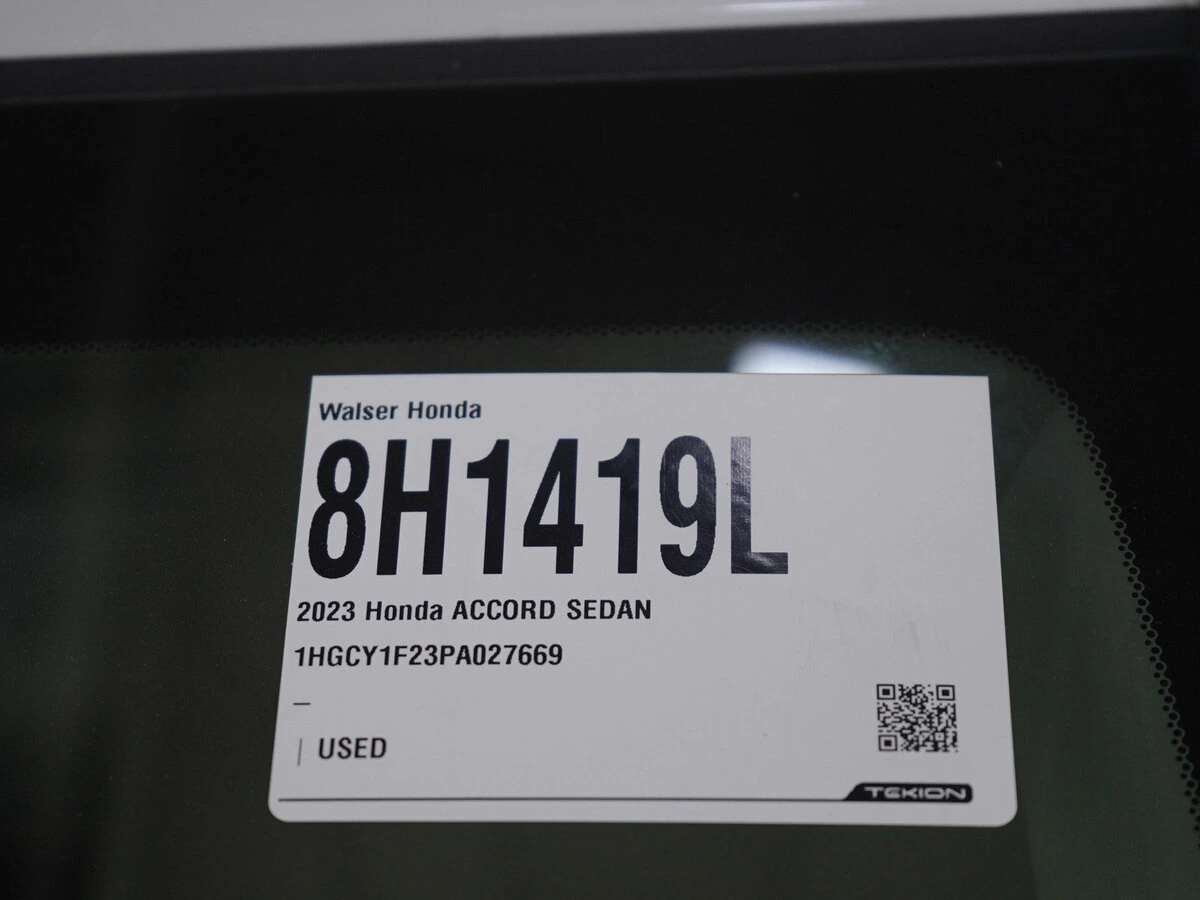 Walser Honda
8H1419L
2023 Honda ACCORD SEDAN
1HGCY1F23PA027669
–
| USED
TEKION